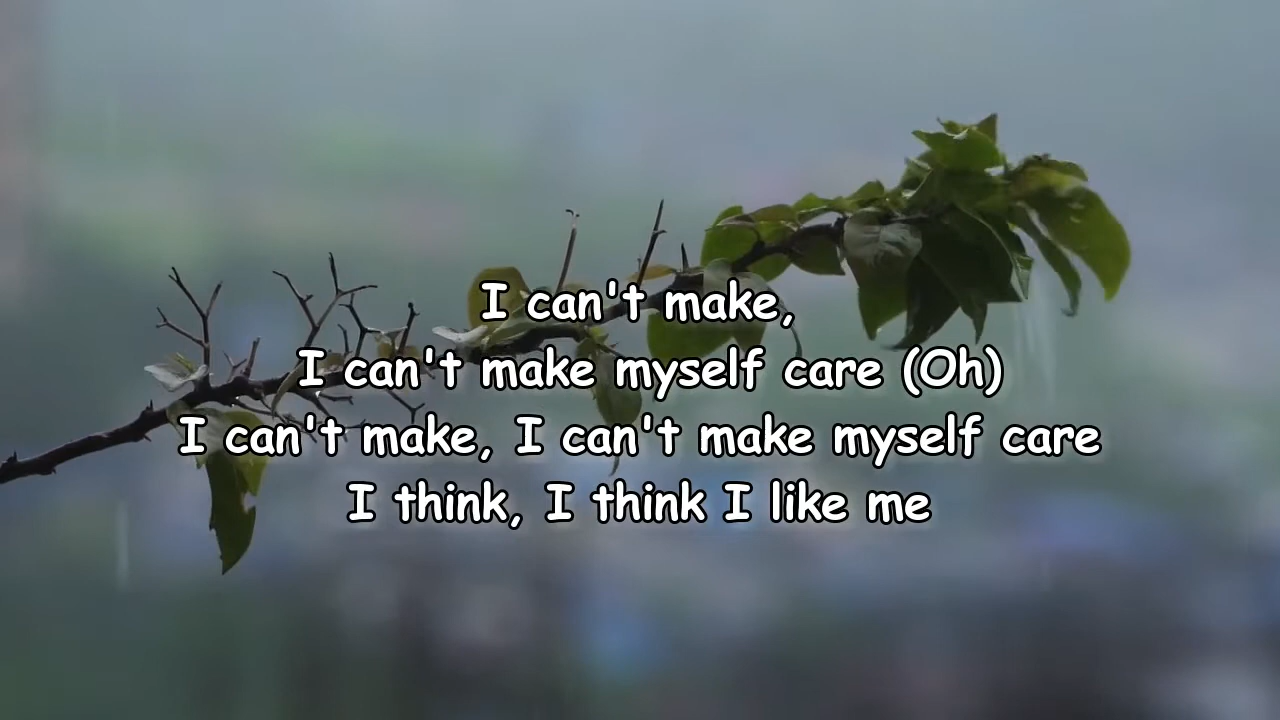 I can't make,
I can't make myself care (Oh)
I can't make, I can't make myself care
I think, I think I like me